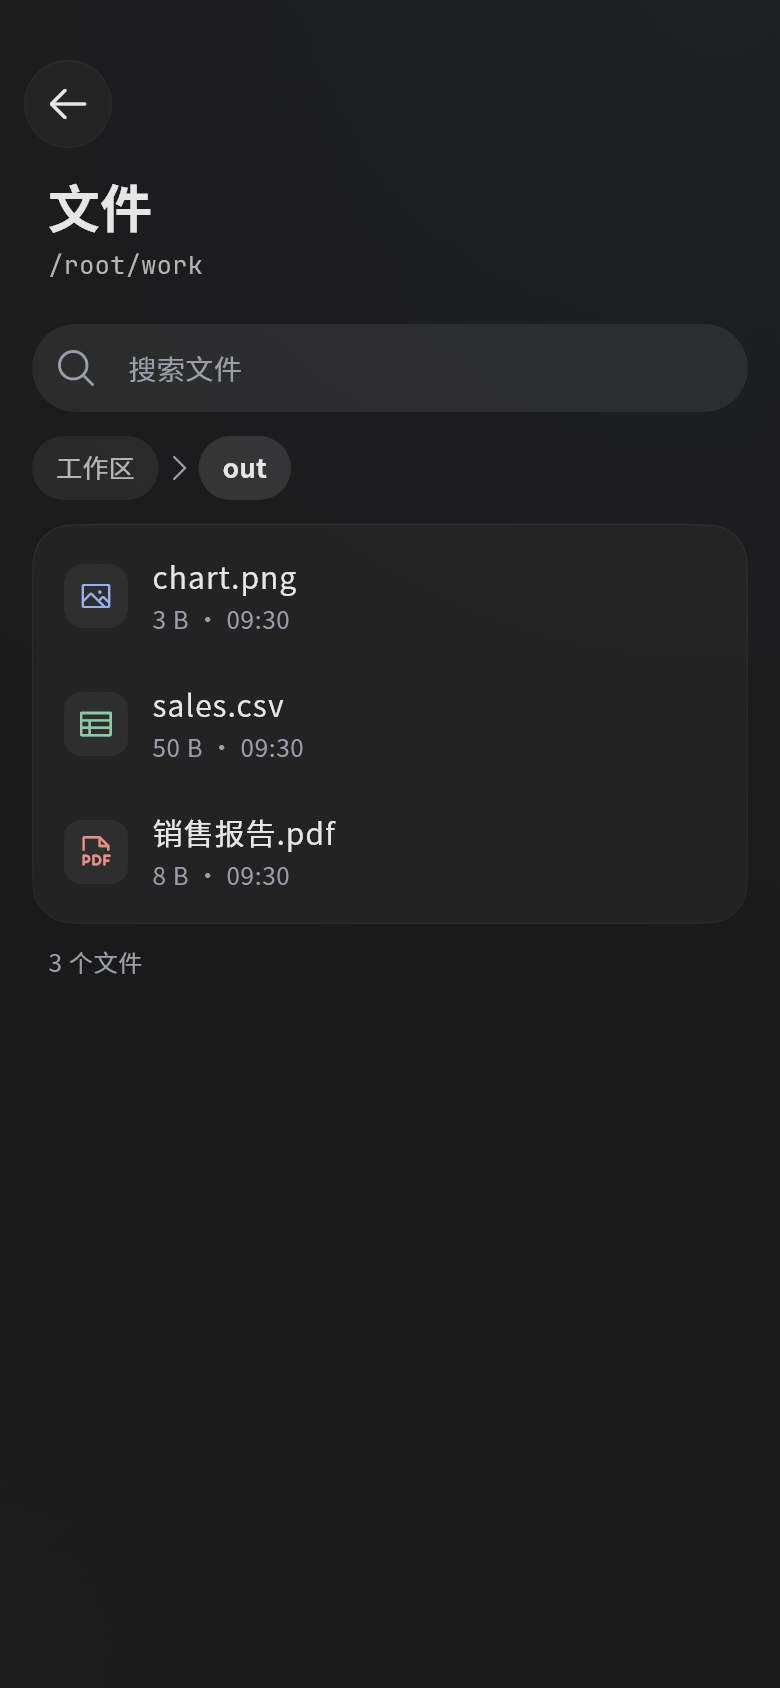 文件
/root/work
搜索文件
工作区 > out
chart.png
3 B • 09:30
sales.csv
50 B • 09:30
PDF
销售报告.pdf
8 B • 09:30
3 个文件